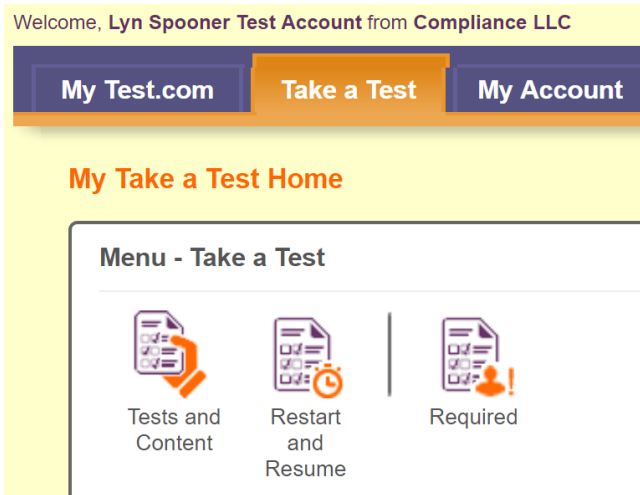 Welcome, Lyn Spooner Test Account from Compliance LLC
My Test.com
Take a Test
My Account
My Take a Test Home
Menu - Take a Test
Tests and
Content
Restart
and
Resume
Required